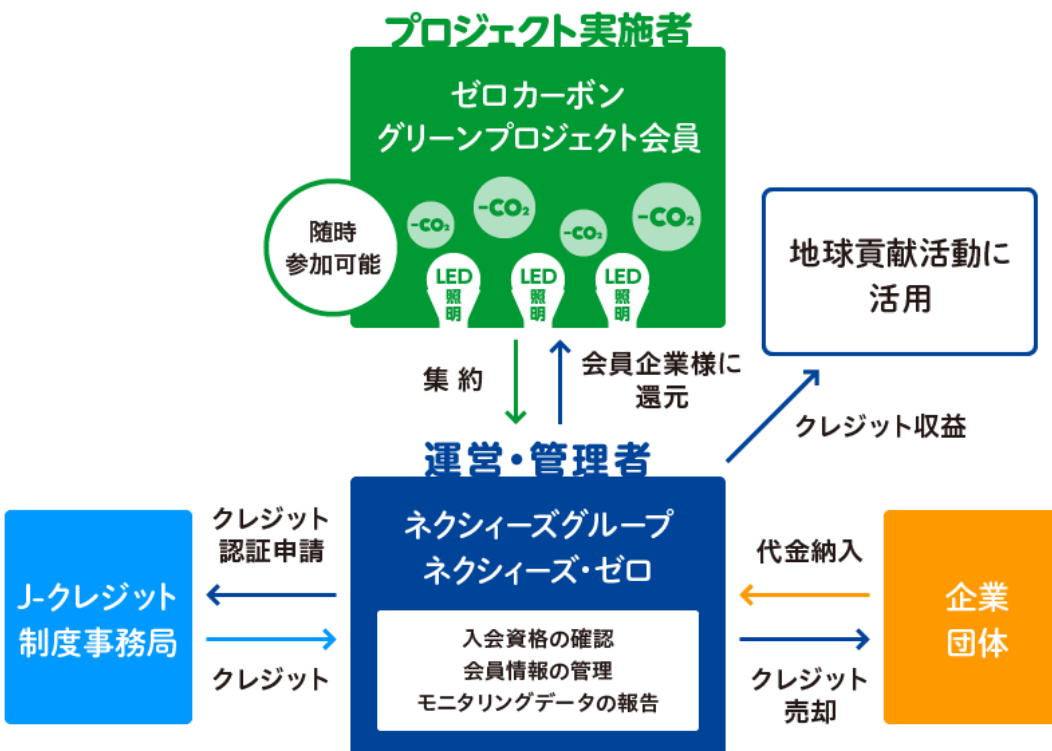 プロジェクト実施者
ゼロカーボン
グリーンプロジェクト会員
随時
参加可能
-CO₂
-CO₂
-CO₂
-CO₂
LED
照
明
LED
照
明
LED
照
明
地球貢献活動に
活用
集約
会員企業様に
還元
クレジット収益
運営・管理者
ネクシィーズグループ
ネクシィーズ・ゼロ
入会資格の確認
会員情報の管理
モニタリングデータの報告
クレジット
認証申請
J-クレジット
制度事務局
クレジット
代金納入
企業
団体
クレジット
売却